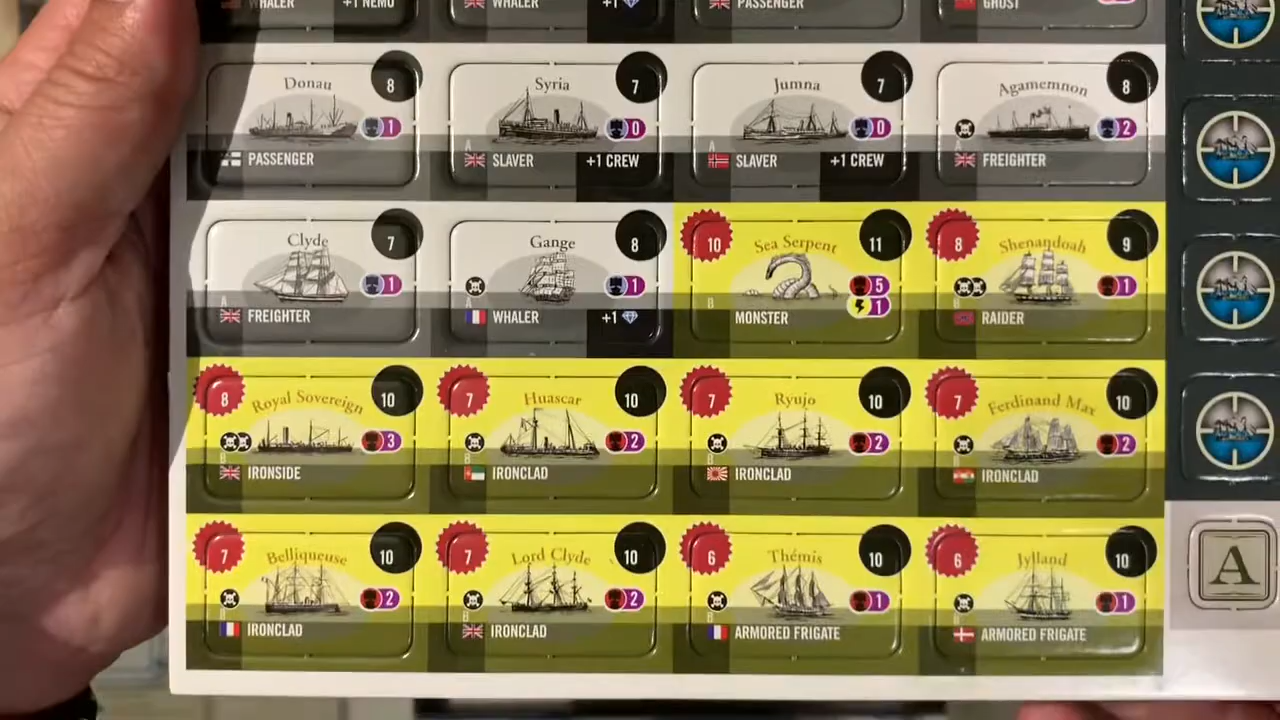 WHALER +1 NEMO WHALER +1 PASSENGER GHOST
Donau 8 Syria 7 Jumna 7 Agamemnon 8
1 0 0 2
A A A
PASSENGER SLAVER +1 CREW SLAVER +1 CREW FREIGHTER
Clyde 7 Gange 8 10 Sea Serpent 11 8 Shenandoah 9
1 1 5 1
1
A A B B
FREIGHTER WHALER +1 MONSTER RAIDER
8 Royal Sovereign 10 7 Huascar 10 7 Ryujo 10 7 Ferdinand Max 10
3 2 2 2
B B B B
IRONSIDE IRONCLAD IRONCLAD IRONCLAD
7 Belliqueuse 10 7 Lord Clyde 10 6 Thémis 10 6 Jylland 10
2 2 1 1
B B B B
IRONCLAD IRONCLAD ARMORED FRIGATE ARMORED FRIGATE
A